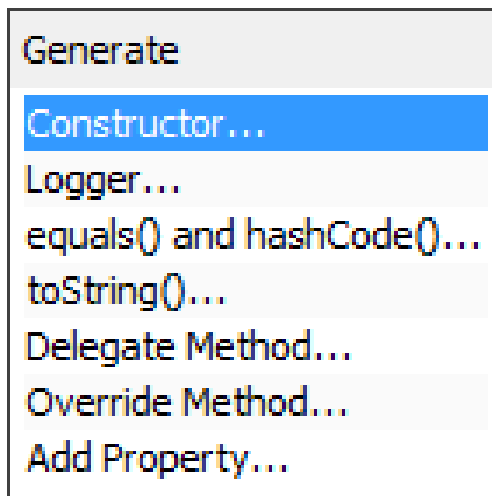 Generate
Constructor...
Logger...
equals() and hashCode()...
toString()...
Delegate Method...
Override Method...
Add Property...